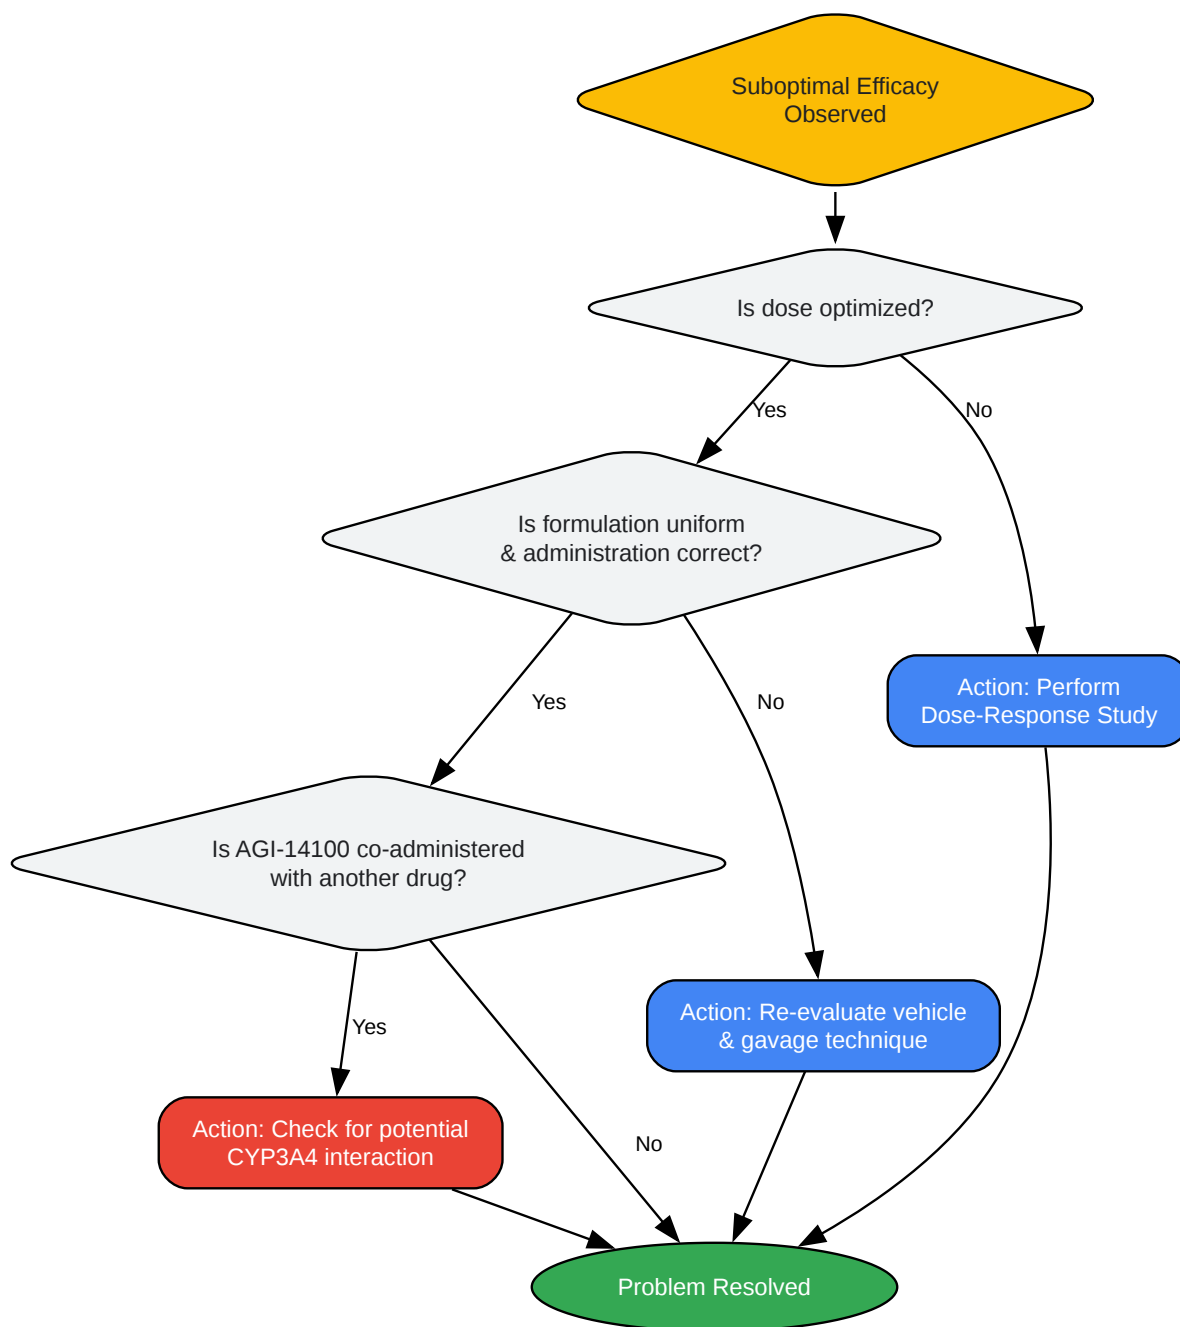 Suboptimal Efficacy
Observed
Is dose optimized?
Yes
No
Is formulation uniform
& administration correct?
Yes
No
Action: Perform
Dose-Response Study
Is AGI-14100 co-administered
with another drug?
Yes
No
Action: Re-evaluate vehicle
& gavage technique
Action: Check for potential
CYP3A4 interaction
Problem Resolved